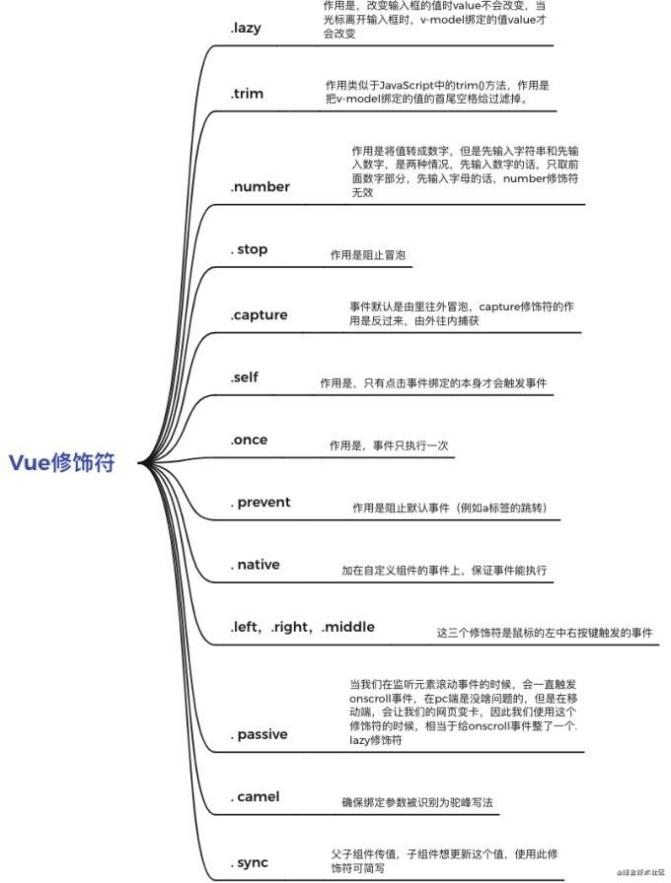 作用是，改变输入框的值时value不会改变，当
光标离开输入框时，v-model绑定的值value才
会改变
.lazy
作用类似于JavaScript中的trim()方法，作用是
把v-model绑定的值的首尾空格给过滤掉。
.trim
作用是将值转成数字，但是先输入字符串和先输
入数字，是两种情况，先输入数字的话，只取前
面数字部分，先输入字母的话，number修饰符
无效
.number
. stop
作用是阻止冒泡
事件默认是由里往外冒泡，capture修饰符的作
用是反过来，由外往内捕获
.capture
.self
作用是，只有点击事件绑定的本身才会触发事件
.once
作用是，事件只执行一次
Vue修饰符
. prevent
作用是阻止默认事件（例如a标签的跳转）
. native
加在自定义组件的事件上，保证事件能执行
.left，.right，.middle
这三个修饰符是鼠标的左中右按键触发的事件
当我们在监听元素滚动事件的时候，会一直触发
onscroll事件，在pc端是没啥问题的，但是在移
动端，会让我们的网页变卡，因此我们使用这个
修饰符的时候，相当于给onscroll事件整了一个.
lazy修饰符
. passive
. camel
确保绑定参数被识别为驼峰写法
父子组件传值，子组件想更新这个值，使用此修
饰符可简写
. sync
@稀土掘金技术社区